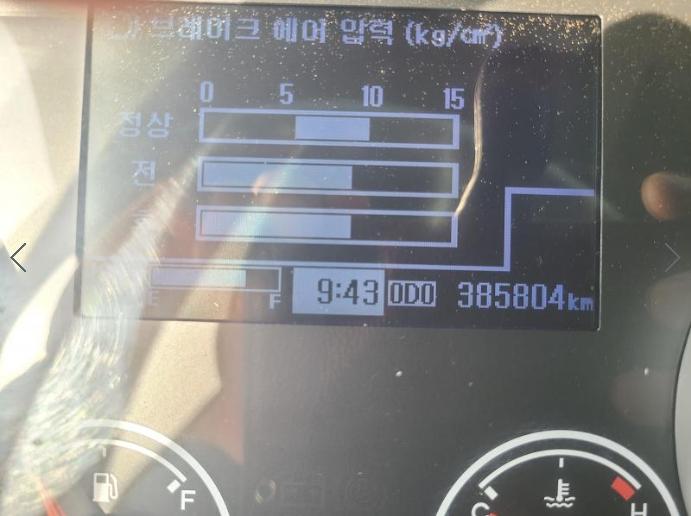 브레이크 에어 압력 (kg/㎠)
0 5 10 15
정상
전
후
E F 9:43 ODO 385804km
F C H